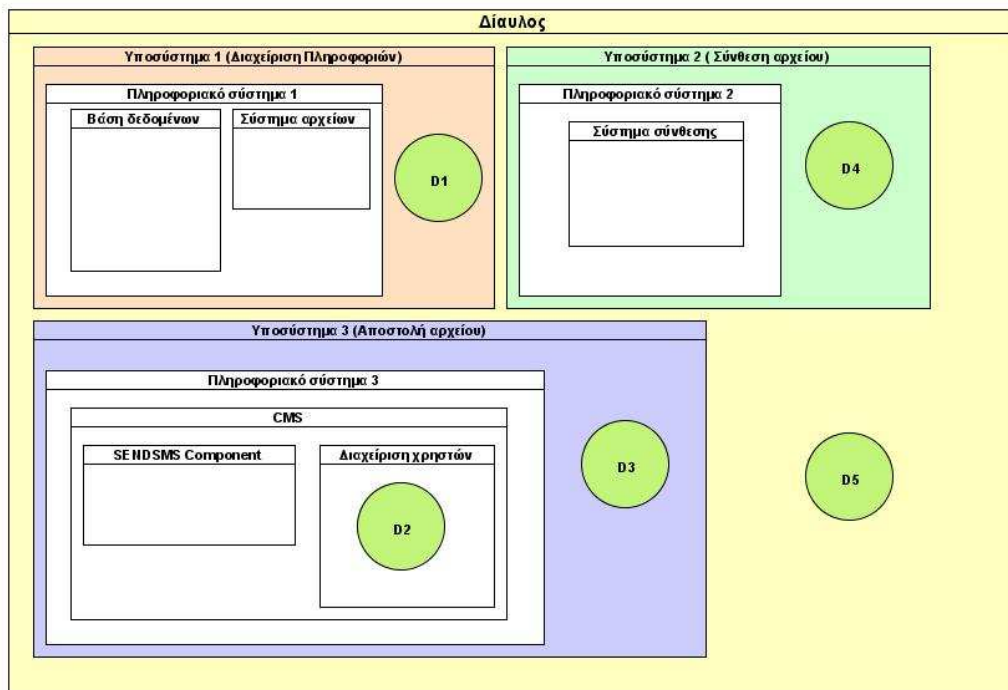 Δίαυλος
Υποσύστημα 1 (Διαχείριση Πληροφοριών)
Πληροφοριακό σύστημα 1
Βάση δεδομένων
Σύστημα αρχείων
D1
Υποσύστημα 2 ( Σύνθεση αρχείου)
Πληροφοριακό σύστημα 2
Σύστημα σύνθεσης
D4
Υποσύστημα 3 (Αποστολή αρχείου)
Πληροφοριακό σύστημα 3
CMS
SENDSMS Component
Διαχείριση χρηστών
D2
D3
D5